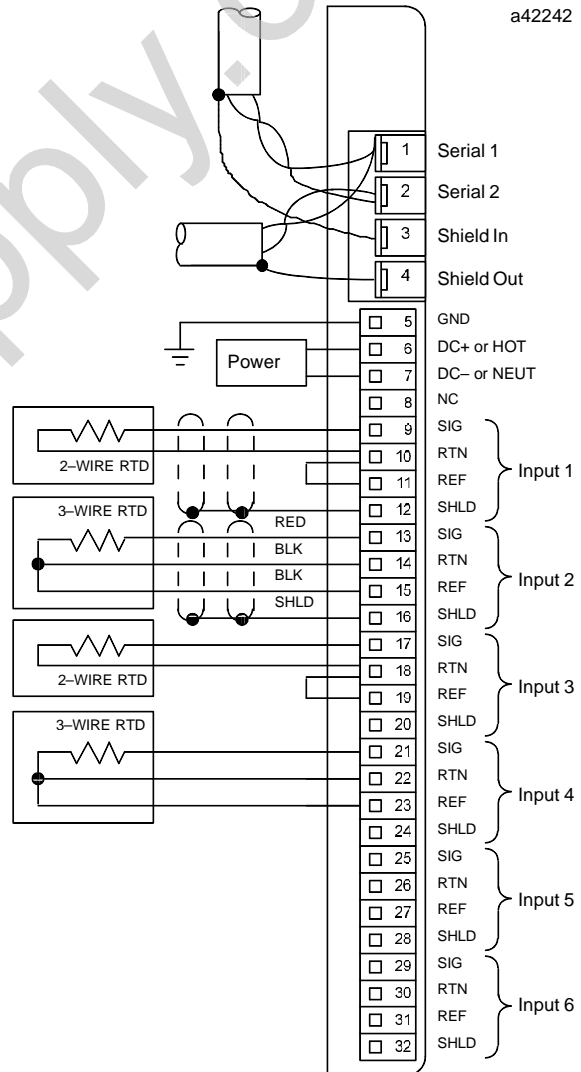 a42242
1 Serial 1
2 Serial 2
3 Shield In
4 Shield Out
5 GND
Power
6 DC+ or HOT
7 DC– or NEUT
8 NC
9 SIG
2–WIRE RTD
10 RTN
Input 1
11 REF
3–WIRE RTD
12 SHLD
RED
13 SIG
BLK
14 RTN
Input 2
BLK
15 REF
SHLD
16 SHLD
17 SIG
2–WIRE RTD
18 RTN
Input 3
19 REF
3–WIRE RTD
20 SHLD
21 SIG
22 RTN
Input 4
23 REF
24 SHLD
25 SIG
26 RTN
Input 5
27 REF
28 SHLD
29 SIG
30 RTN
Input 6
31 REF
32 SHLD